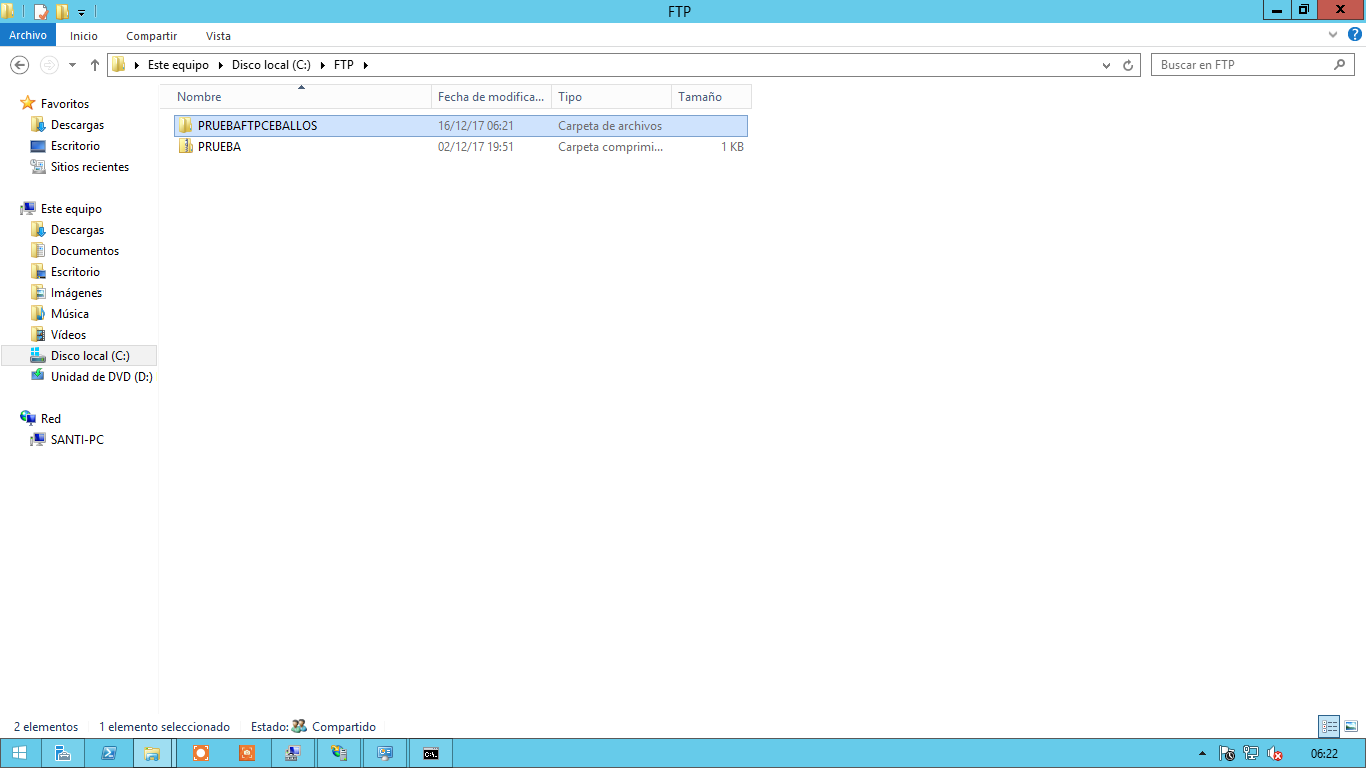 FTP
Archivo Inicio Compartir Vista
Este equipo Disco local (C:) FTP
Buscar en FTP
Favoritos
Descargas
Escritorio
Sitios recientes
Este equipo
Descargas
Documentos
Escritorio
Imágenes
Música
Vídeos
Disco local (C:)
Unidad de DVD (D:)
Red
SANTI-PC
Nombre Fecha de modifica... Tipo Tamaño
PRUEBAFTPCEBALLOS 16/12/17 06:21 Carpeta de archivos
PRUEBA 02/12/17 19:51 Carpeta comprimi... 1 KB
2 elementos 1 elemento seleccionado Estado: Compartido
C:\.
06:22